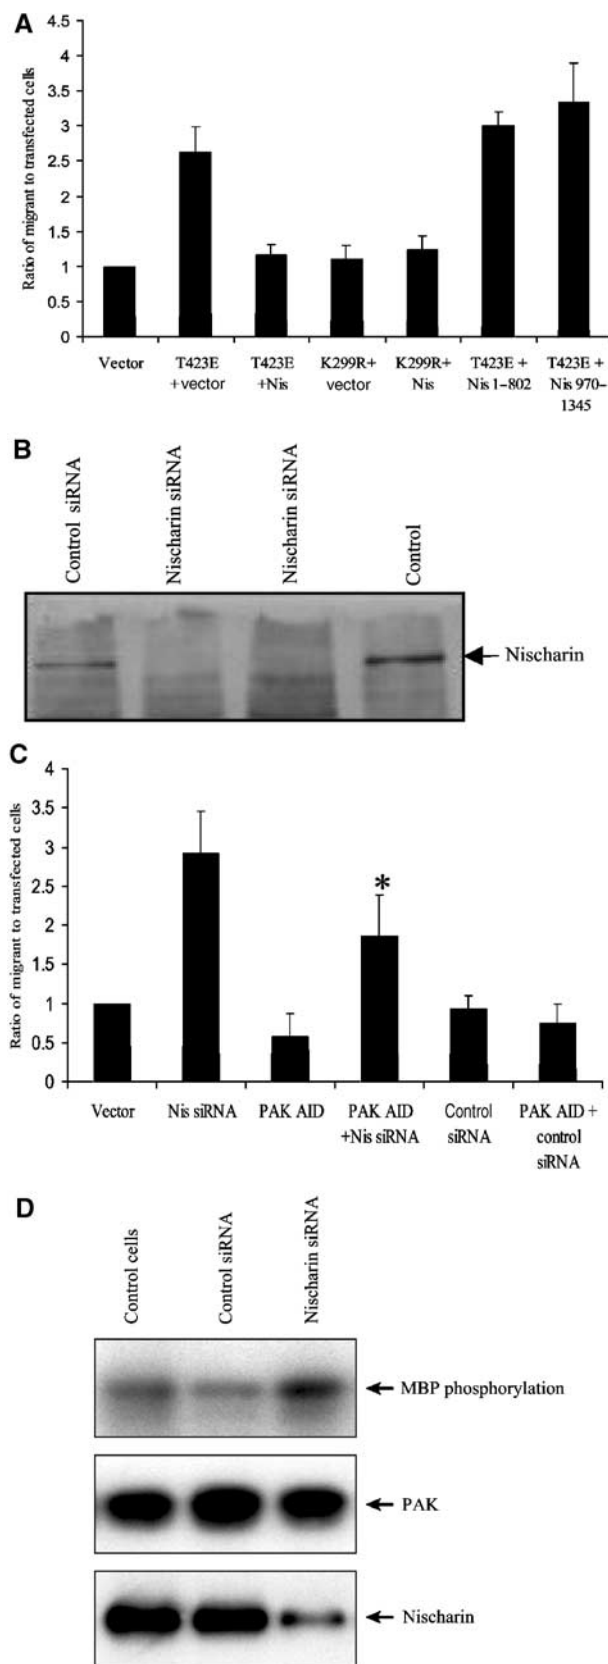 A
Ratio of migrant to transfected cells
4.5
4
3.5
3
2.5
2
1.5
1
0.5
0
Vector
T423E
+vector
T423E
+Nis
K299R+
vector
K299R+
Nis
T423E +
Nis 1-802
T423E +
Nis 970-
1345
B
Control siRNA
Nischarin siRNA
Nischarin siRNA
Control
Nischarin
C
Ratio of migrant to transfected cells
4
3.5
3
2.5
2
1.5
1
0.5
0
*
Vector
Nis siRNA
PAK AID
PAK AID
+Nis siRNA
Control
siRNA
PAK AID +
control
siRNA
D
Control cells
Control siRNA
Nischarin siRNA
MBP phosphorylation
PAK
Nischarin